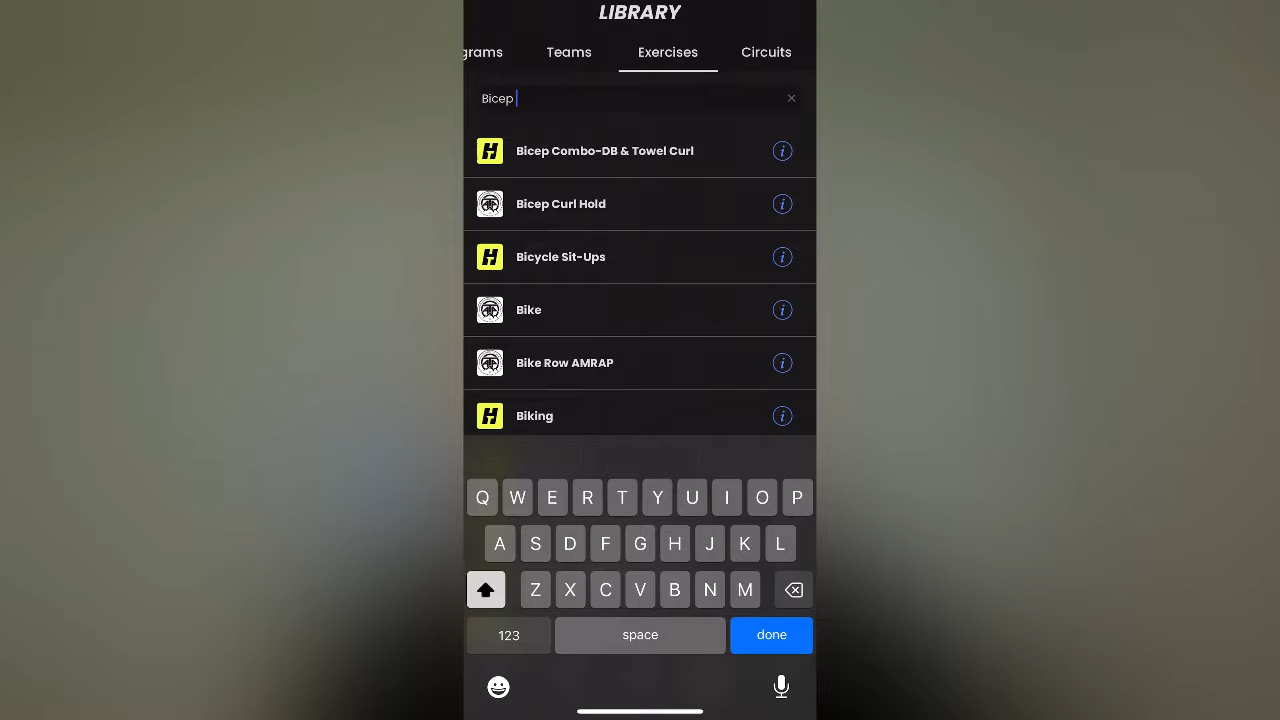 LIBRARY
grams Teams Exercises Circuits
Bicep
Bicep Combo-DB & Towel Curl
Bicep Curl Hold
Bicycle Sit-Ups
Bike
Bike Row AMRAP
Biking
Q W E R T Y U I O P
A S D F G H J K L
Z X C V B N M
123 space done